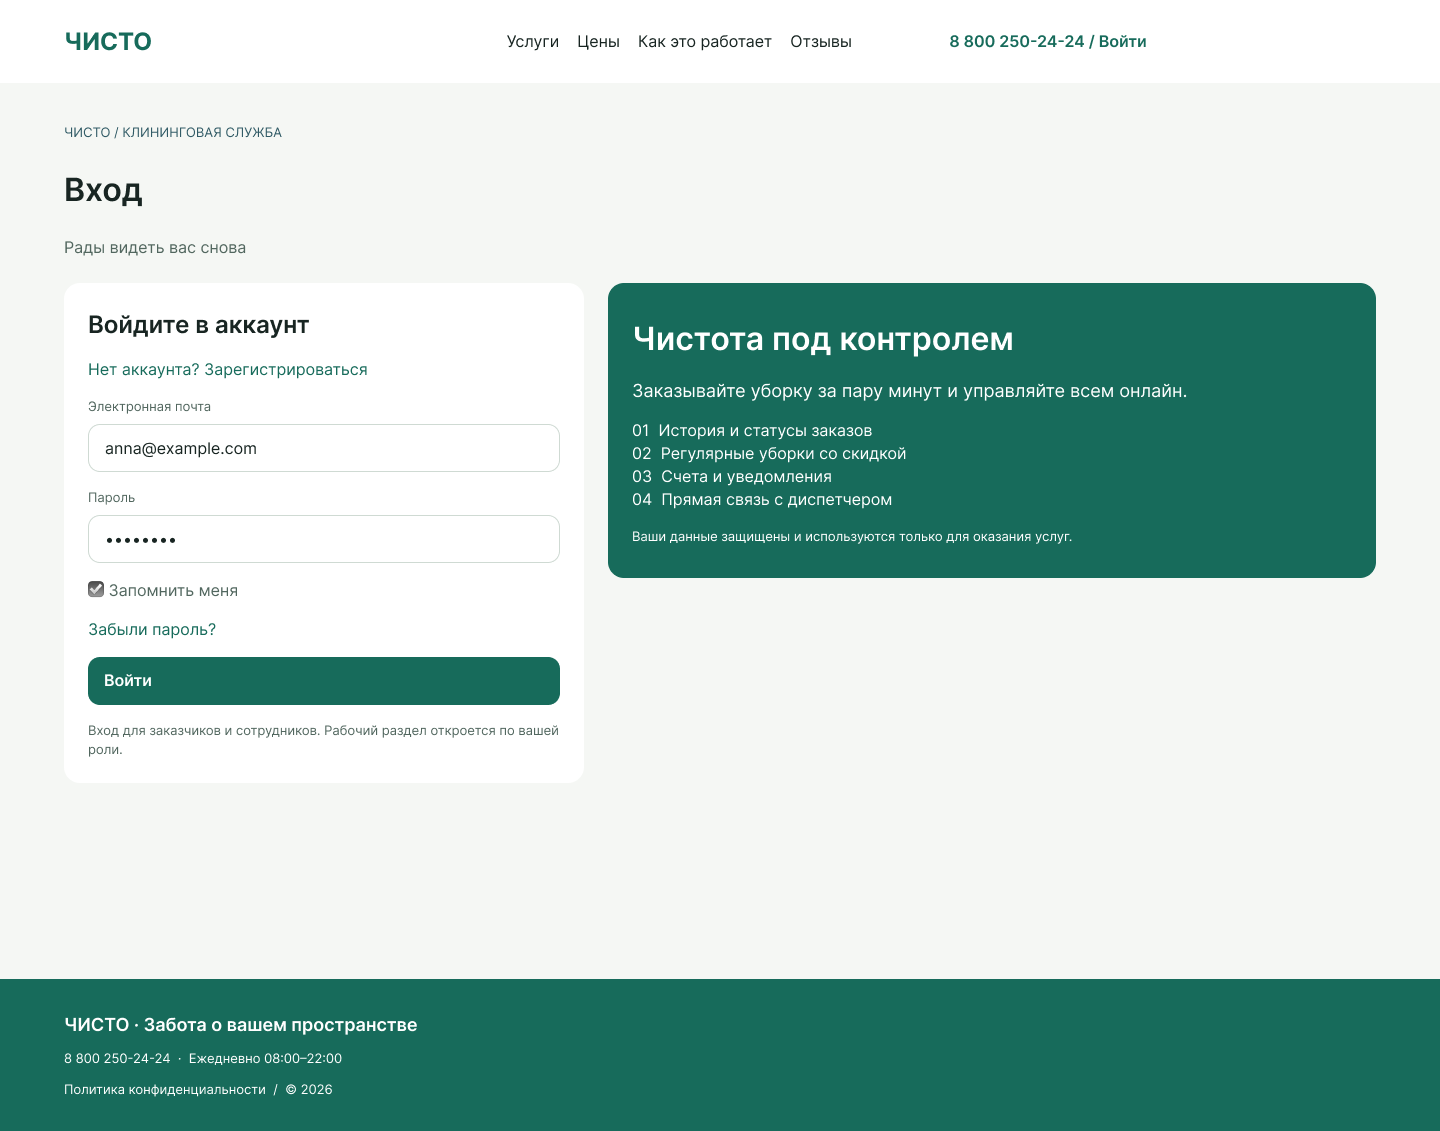 ЧИСТО
Услуги Цены Как это работает Отзывы
8 800 250-24-24 / Войти
ЧИСТО / КЛИНИНГОВАЯ СЛУЖБА
Вход
Рады видеть вас снова
Войдите в аккаунт
Нет аккаунта? Зарегистрироваться
Электронная почта
anna@example.com
Пароль
••••••••
Запомнить меня
Забыли пароль?
Войти
Вход для заказчиков и сотрудников. Рабочий раздел откроется по вашей
роли.
Чистота под контролем
Заказывайте уборку за пару минут и управляйте всем онлайн.
01 История и статусы заказов
02 Регулярные уборки со скидкой
03 Счета и уведомления
04 Прямая связь с диспетчером
Ваши данные защищены и используются только для оказания услуг.
ЧИСТО · Забота о вашем пространстве
8 800 250-24-24 · Ежедневно 08:00–22:00
Политика конфиденциальности / © 2026